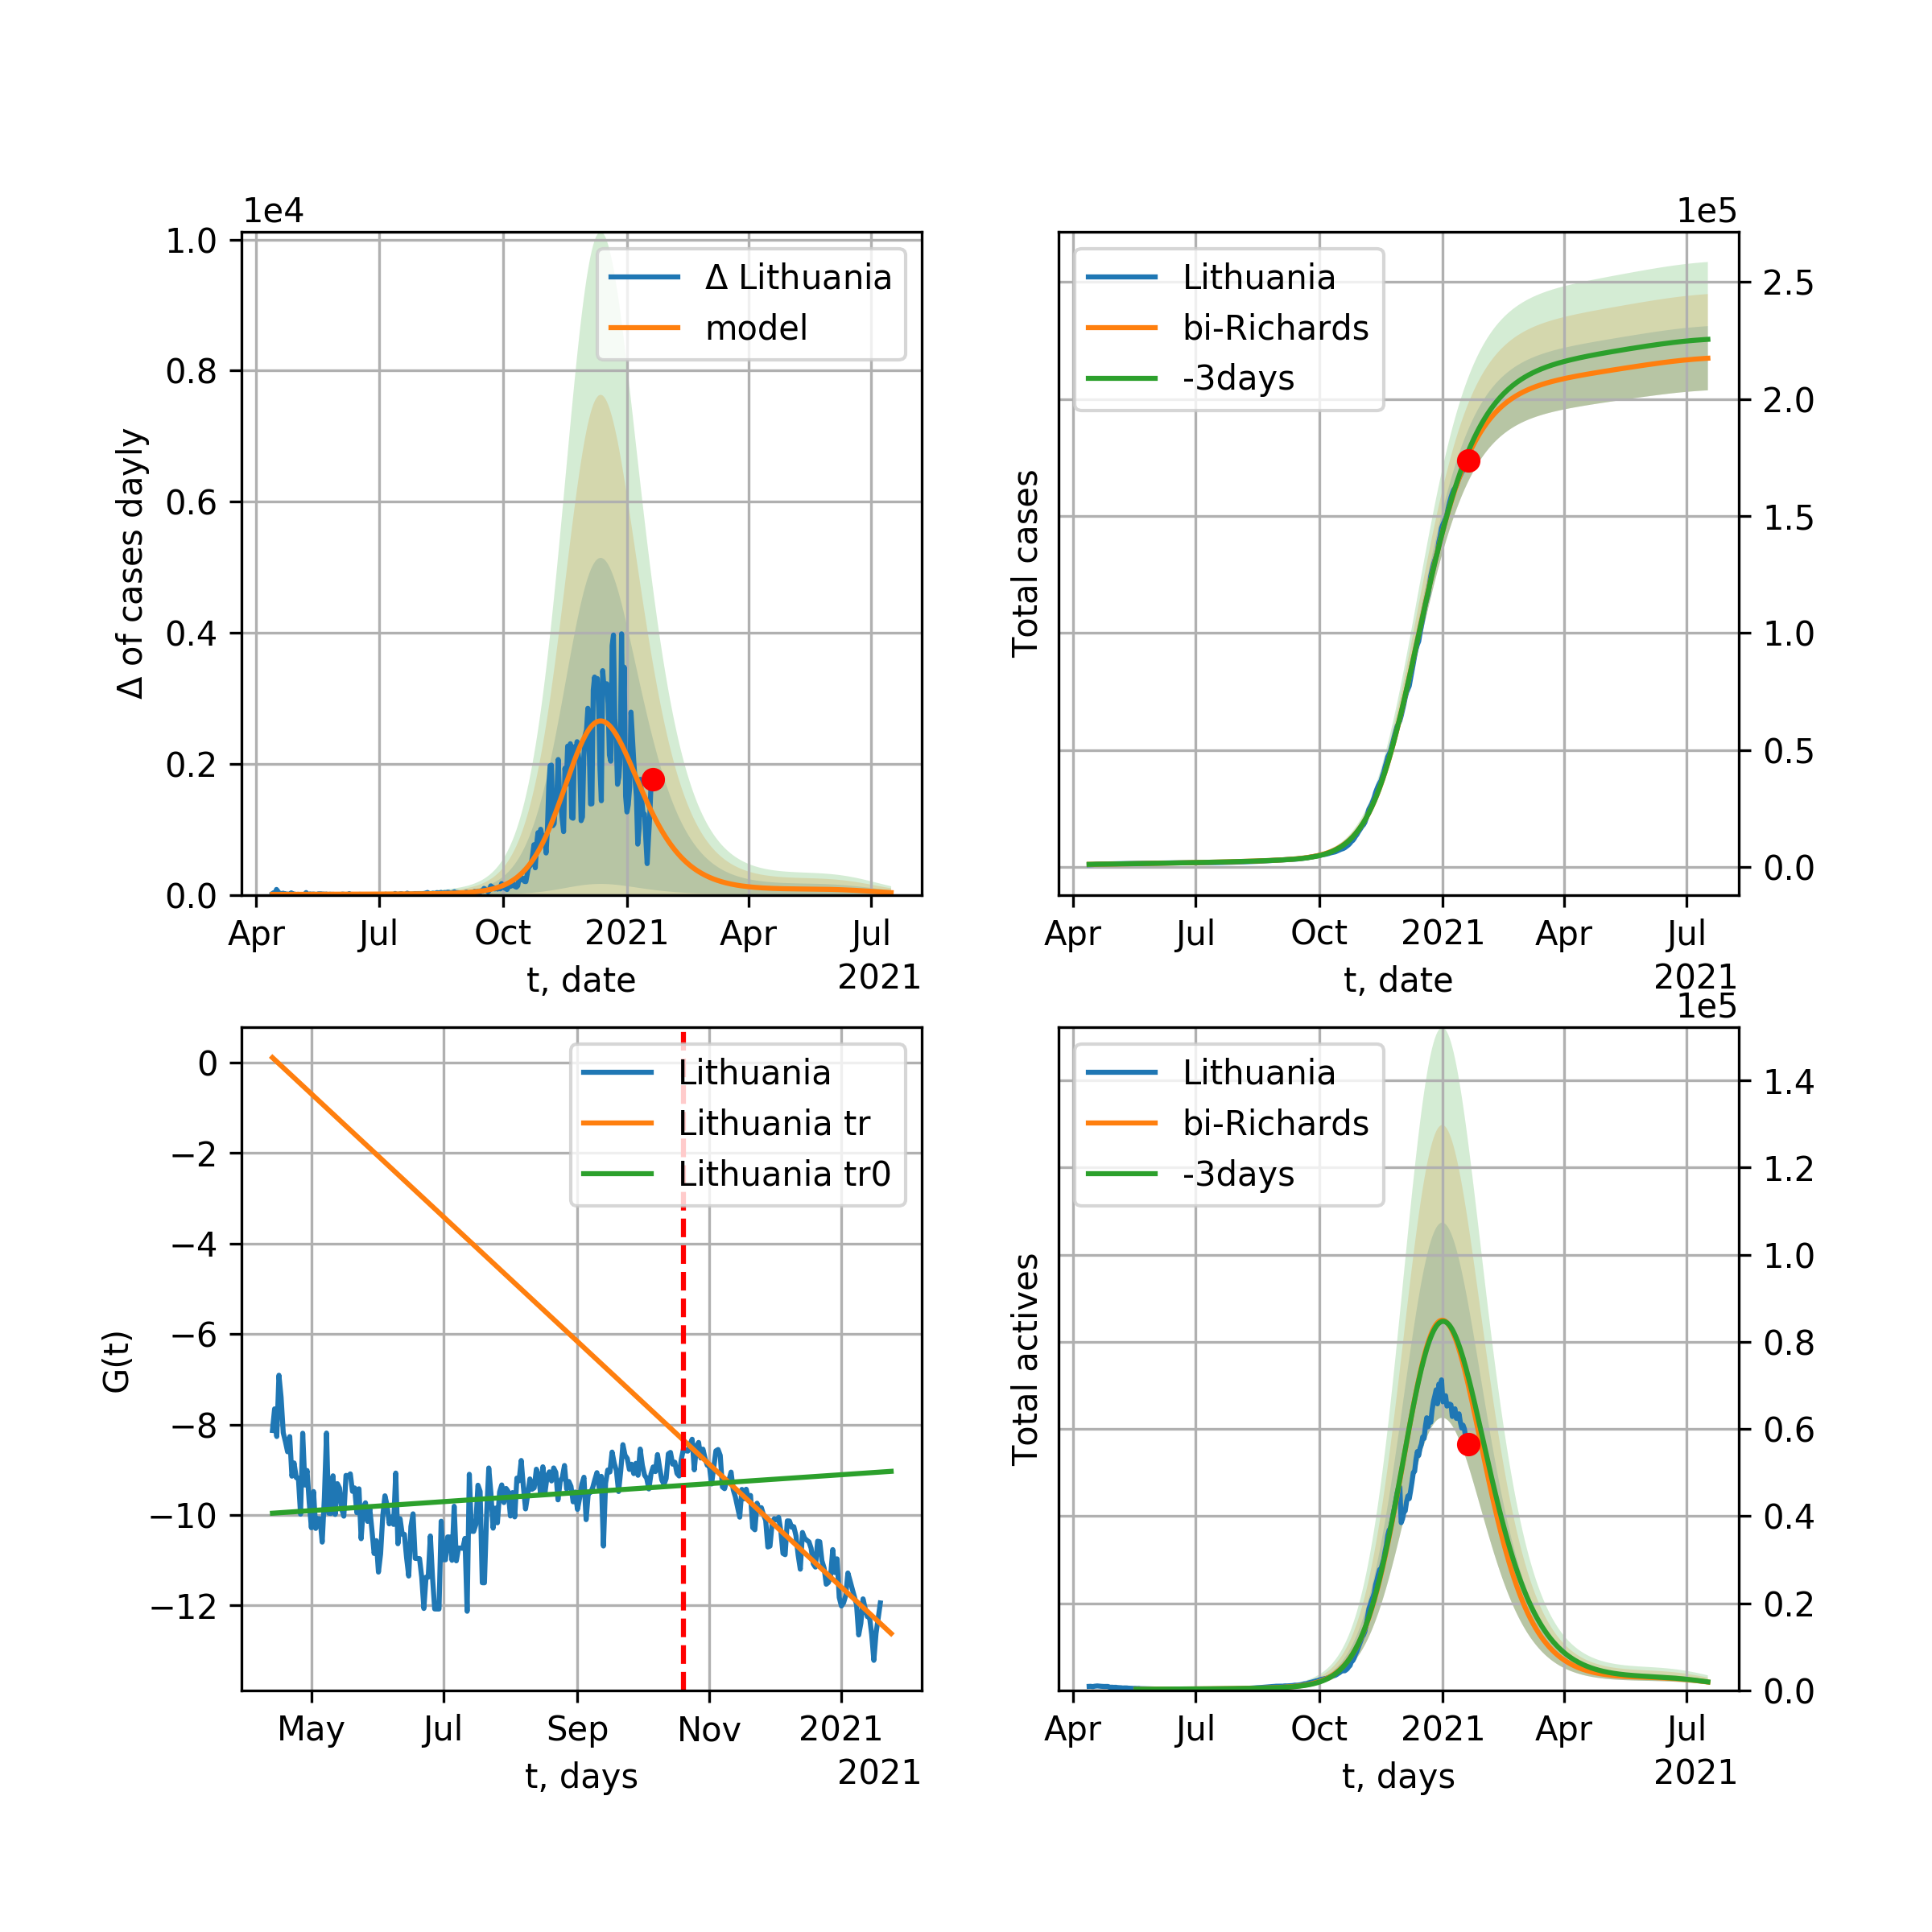 1e4
1.0
0.8
0.6
0.4
0.2
0.0
Δ of cases dayly
Δ Lithuania
model
Apr
Jul
Oct
2021
Apr
Jul
t, date
2021
1e5
Lithuania
bi-Richards
-3days
Total cases
2.5
2.0
1.5
1.0
0.5
0.0
Apr
Jul
Oct
2021
Apr
Jul
t, date
2021
0
−2
−4
−6
−8
−10
−12
G(t)
Lithuania
Lithuania tr
Lithuania tr0
May
Jul
Sep
Nov
2021
t, days
2021
1e5
Lithuania
bi-Richards
-3days
Total actives
1.4
1.2
1.0
0.8
0.6
0.4
0.2
0.0
Apr
Jul
Oct
2021
Apr
Jul
t, days
2021